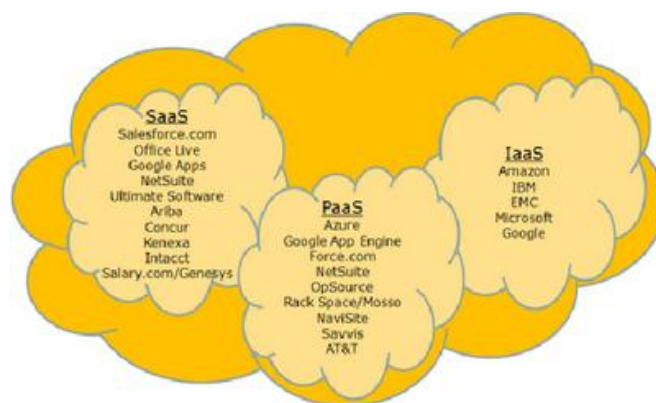 SaaS
Salesforce.com
Office Live
Google Apps
NetSuite
Ultimate Software
Ariba
Concur
Kenexa
Intacct
Salary.com/Genesys
PaaS
Azure
Google App Engine
Force.com
NetSuite
OpSource
Rack Space/Mosso
NaviSite
Savvis
AT&T
IaaS
Amazon
IBM
EMC
Microsoft
Google